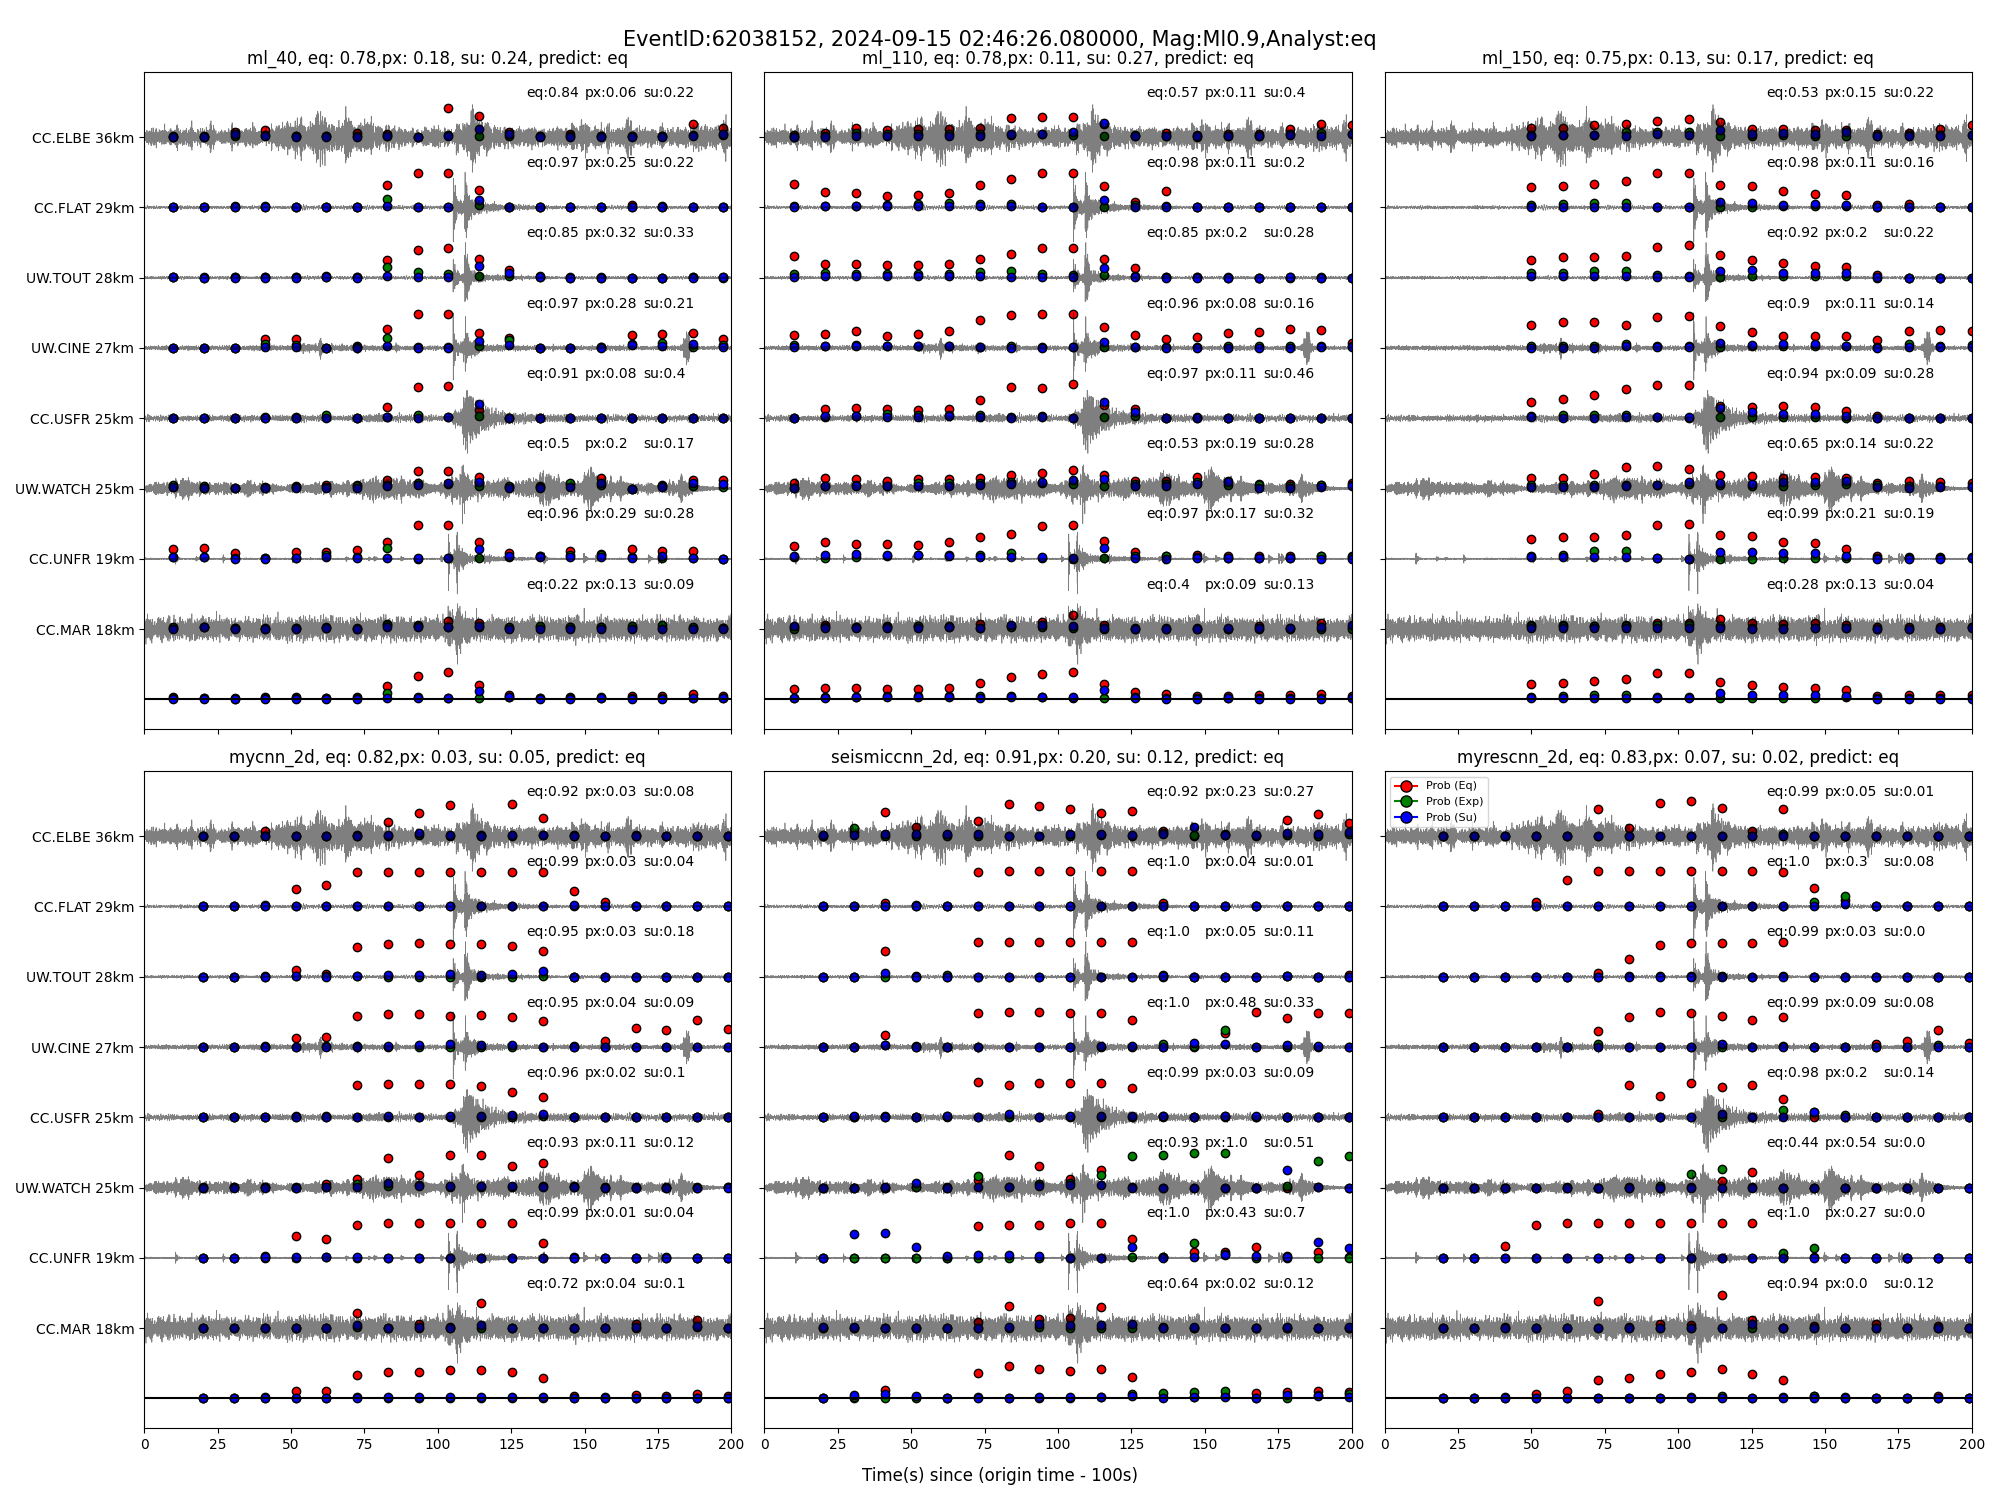 EventID:62038152, 2024-09-15 02:46:26.080000, Mag:Ml0.9,Analyst:eq
ml_40, eq: 0.78,px: 0.18, su: 0.24, predict: eq
CC.ELBE 36km
eq:0.84 px:0.06 su:0.22
CC.FLAT 29km
eq:0.97 px:0.25 su:0.22
UW.TOUT 28km
eq:0.85 px:0.32 su:0.33
UW.CINE 27km
eq:0.97 px:0.28 su:0.21
CC.USFR 25km
eq:0.91 px:0.08 su:0.4
UW.WATCH 25km
eq:0.5 px:0.2 su:0.17
CC.UNFR 19km
eq:0.96 px:0.29 su:0.28
CC.MAR 18km
eq:0.22 px:0.13 su:0.09
ml_110, eq: 0.78,px: 0.11, su: 0.27, predict: eq
eq:0.57 px:0.11 su:0.4
eq:0.98 px:0.11 su:0.2
eq:0.85 px:0.2 su:0.28
eq:0.96 px:0.08 su:0.16
eq:0.97 px:0.11 su:0.46
eq:0.53 px:0.19 su:0.28
eq:0.97 px:0.17 su:0.32
eq:0.4 px:0.09 su:0.13
ml_150, eq: 0.75,px: 0.13, su: 0.17, predict: eq
eq:0.53 px:0.15 su:0.22
eq:0.98 px:0.11 su:0.16
eq:0.92 px:0.2 su:0.22
eq:0.9 px:0.11 su:0.14
eq:0.94 px:0.09 su:0.28
eq:0.65 px:0.14 su:0.22
eq:0.99 px:0.21 su:0.19
eq:0.28 px:0.13 su:0.04
mycnn_2d, eq: 0.82,px: 0.03, su: 0.05, predict: eq
CC.ELBE 36km
eq:0.92 px:0.03 su:0.08
CC.FLAT 29km
eq:0.99 px:0.03 su:0.04
UW.TOUT 28km
eq:0.95 px:0.03 su:0.18
UW.CINE 27km
eq:0.95 px:0.04 su:0.09
CC.USFR 25km
eq:0.96 px:0.02 su:0.1
UW.WATCH 25km
eq:0.93 px:0.11 su:0.12
CC.UNFR 19km
eq:0.99 px:0.01 su:0.04
CC.MAR 18km
eq:0.72 px:0.04 su:0.1
0 25 50 75 100 125 150 175 200
seismiccnn_2d, eq: 0.91,px: 0.20, su: 0.12, predict: eq
eq:0.92 px:0.23 su:0.27
eq:1.0 px:0.04 su:0.01
eq:1.0 px:0.05 su:0.11
eq:1.0 px:0.48 su:0.33
eq:0.99 px:0.03 su:0.09
eq:0.93 px:1.0 su:0.51
eq:1.0 px:0.43 su:0.7
eq:0.64 px:0.02 su:0.12
0 25 50 75 100 125 150 175 200
myrescnn_2d, eq: 0.83,px: 0.07, su: 0.02, predict: eq
Prob (Eq)
Prob (Exp)
Prob (Su)
eq:0.99 px:0.05 su:0.01
eq:1.0 px:0.3 su:0.08
eq:0.99 px:0.03 su:0.0
eq:0.99 px:0.09 su:0.08
eq:0.98 px:0.2 su:0.14
eq:0.44 px:0.54 su:0.0
eq:1.0 px:0.27 su:0.0
eq:0.94 px:0.0 su:0.12
0 25 50 75 100 125 150 175 200
Time(s) since (origin time - 100s)